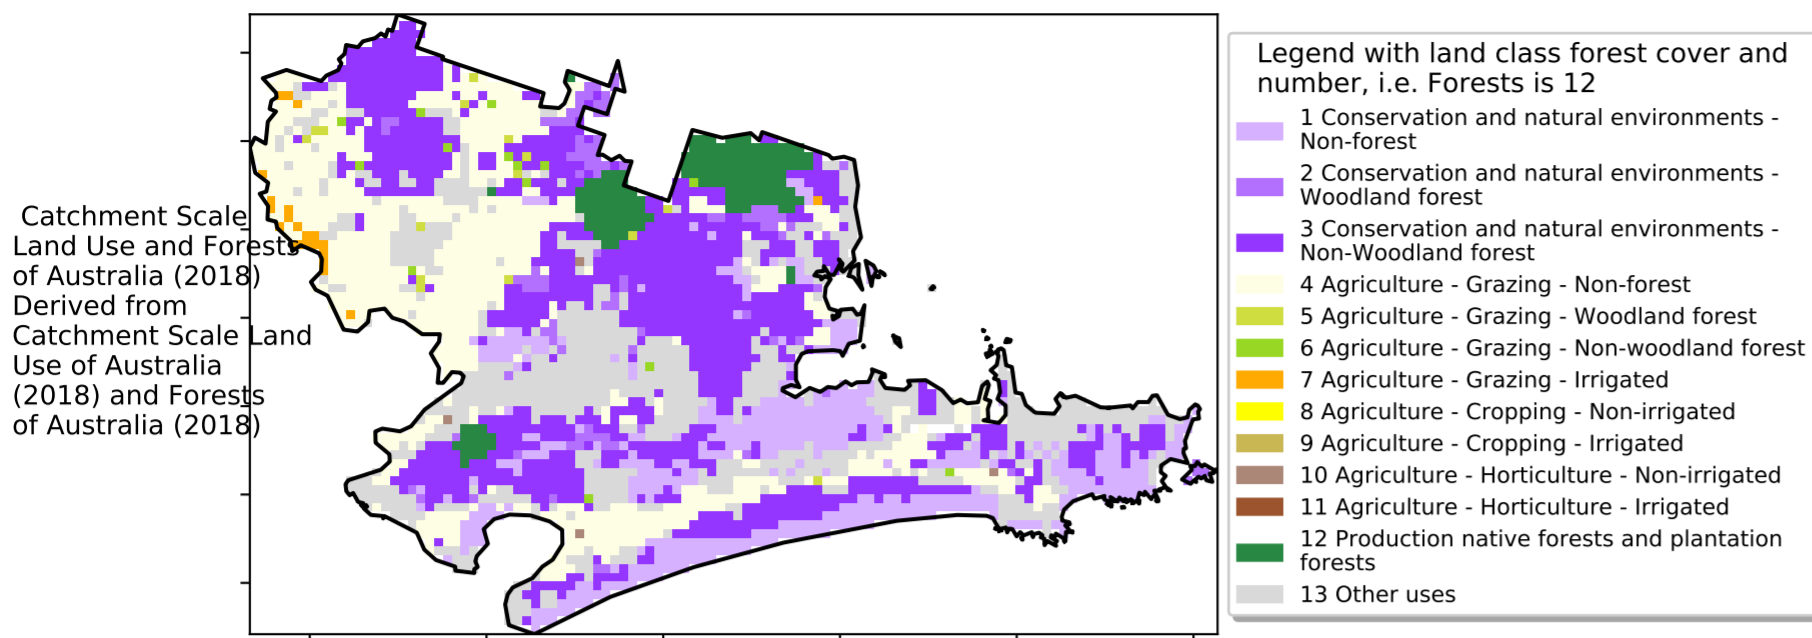 Catchment Scale
Land Use and Forests
of Australia (2018)
Derived from
Catchment Scale Land
Use of Australia
(2018) and Forests
of Australia (2018)
Legend with land class forest cover and
number, i.e. Forests is 12
1 Conservation and natural environments -
Non-forest
2 Conservation and natural environments -
Woodland forest
3 Conservation and natural environments -
Non-Woodland forest
4 Agriculture - Grazing - Non-forest
5 Agriculture - Grazing - Woodland forest
6 Agriculture - Grazing - Non-woodland forest
7 Agriculture - Grazing - Irrigated
8 Agriculture - Cropping - Non-irrigated
9 Agriculture - Cropping - Irrigated
10 Agriculture - Horticulture - Non-irrigated
11 Agriculture - Horticulture - Irrigated
12 Production native forests and plantation
forests
13 Other uses